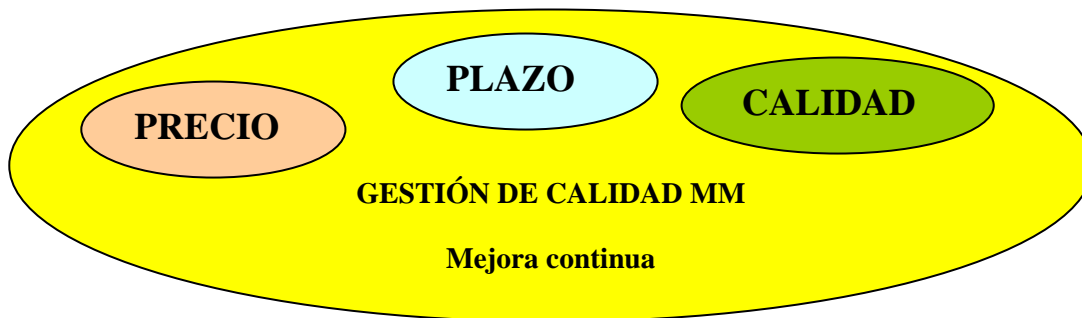 PRECIO
PLAZO
CALIDAD
GESTIÓN DE CALIDAD MM
Mejora continua